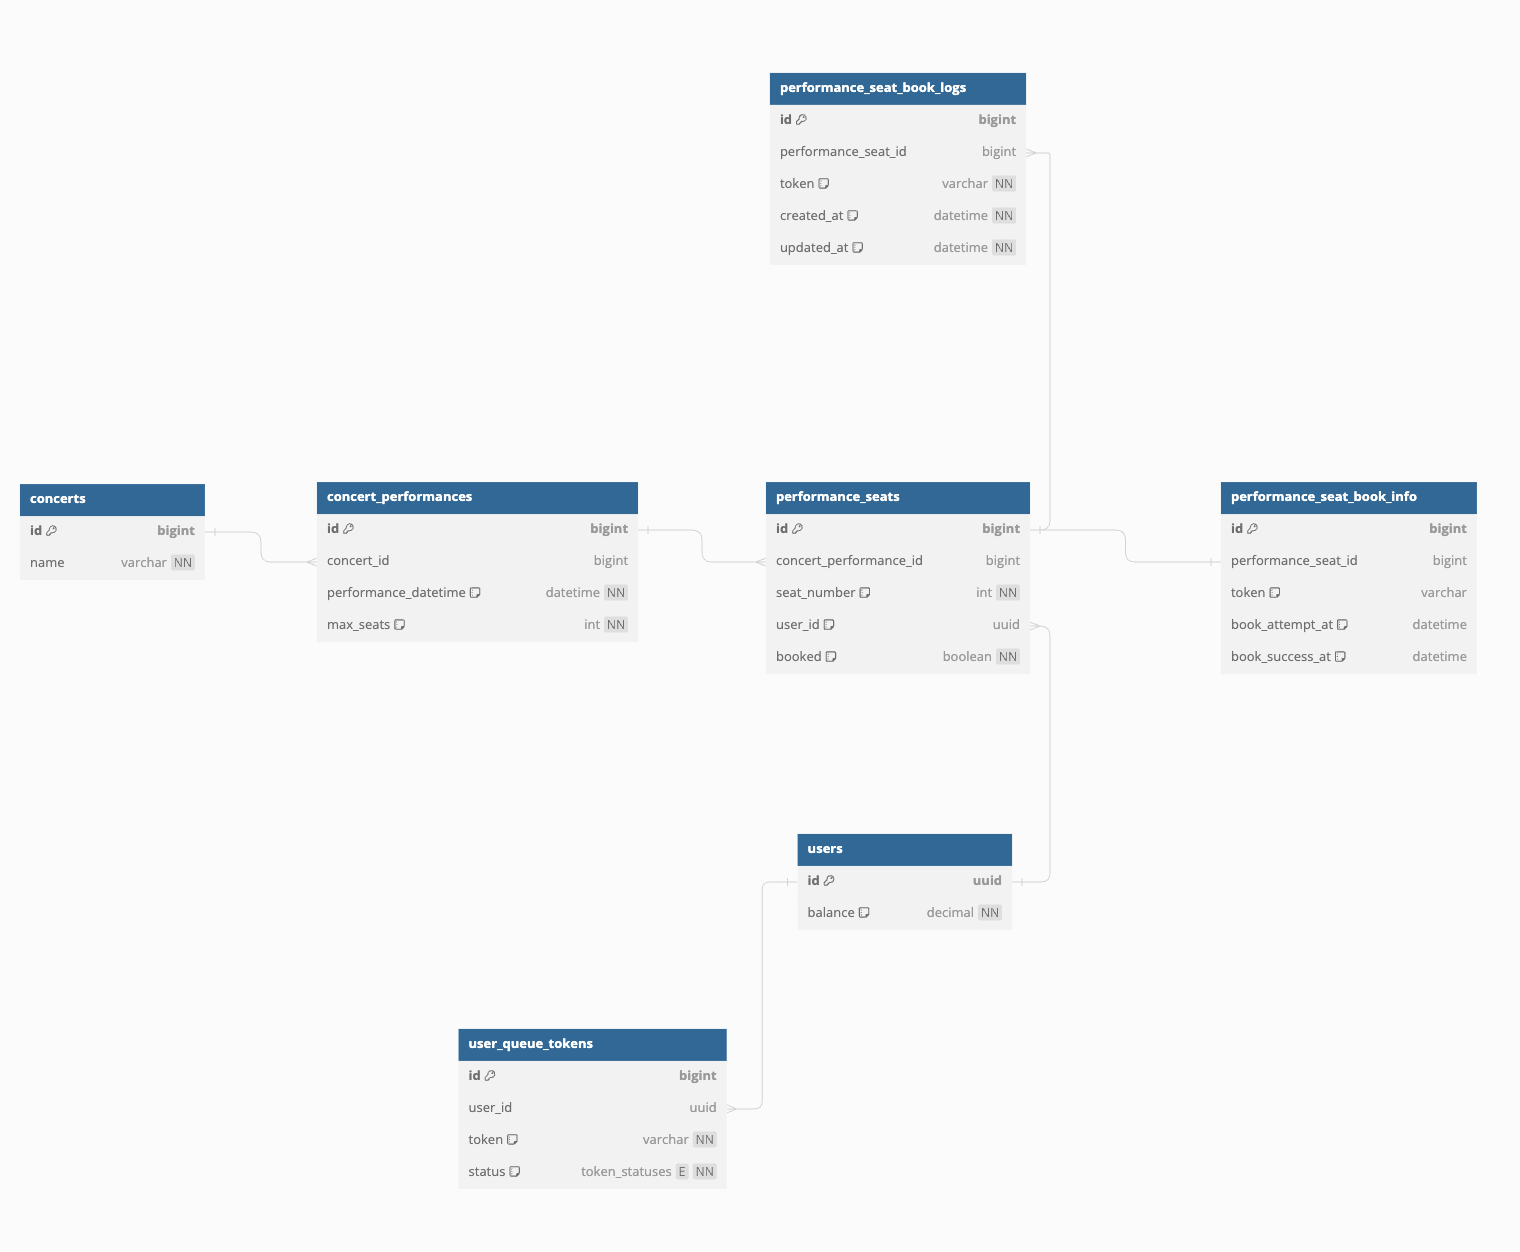 performance_seat_book_logs
id bigint
performance_seat_id bigint
token varchar NN
created_at datetime NN
updated_at datetime NN
concerts
id bigint
name varchar NN
concert_performances
id bigint
concert_id bigint
performance_datetime datetime NN
max_seats int NN
performance_seats
id bigint
concert_performance_id bigint
seat_number int NN
user_id uuid
booked boolean NN
performance_seat_book_info
id bigint
performance_seat_id bigint
token varchar
book_attempt_at datetime
book_success_at datetime
users
id uuid
balance decimal NN
user_queue_tokens
id bigint
user_id uuid
token varchar NN
status token_statuses E NN